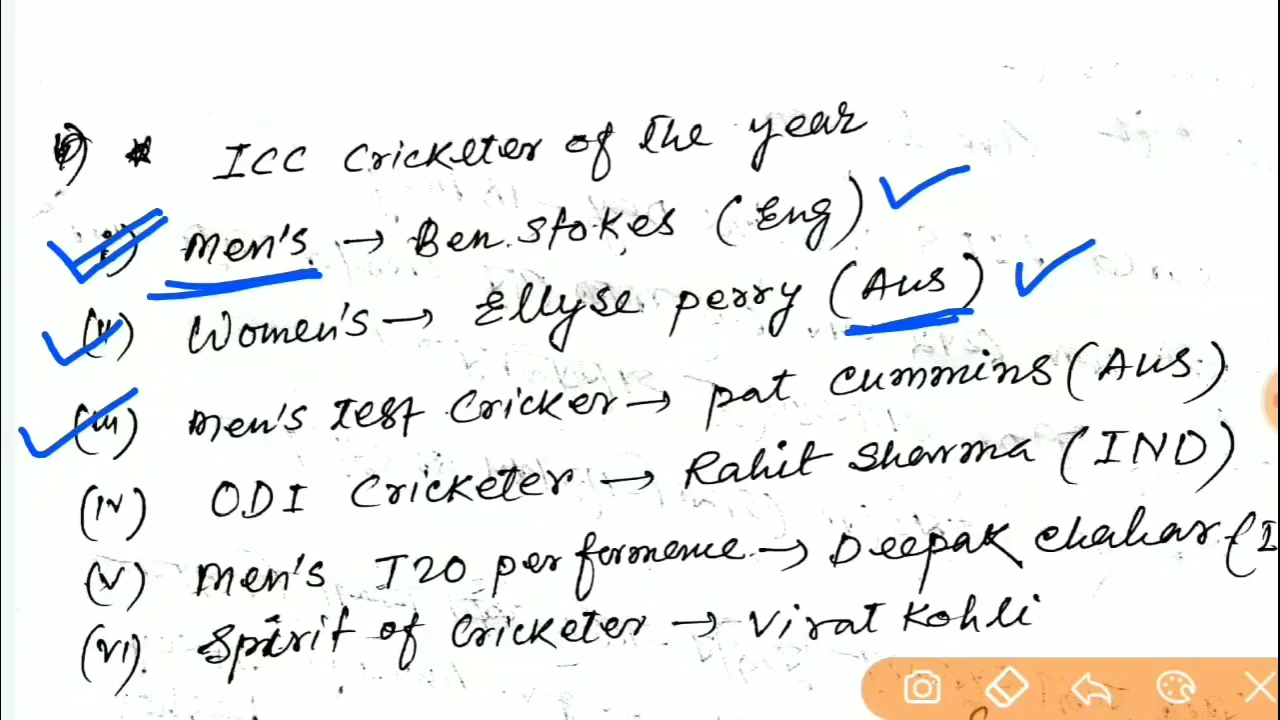 * ICC Cricketer of the year
i) Men's → Ben Stokes (Eng)
(ii) Women's → Ellyse perry (Aus)
(iii) Men's Test Cricker → pat cummins (Aus)
(iv) ODI Cricketer → Rahit Sharma (IND)
(v) Men's T20 performence → Deepak chahar (I
(vi) Spirit of Cricketer → Virat Kohli